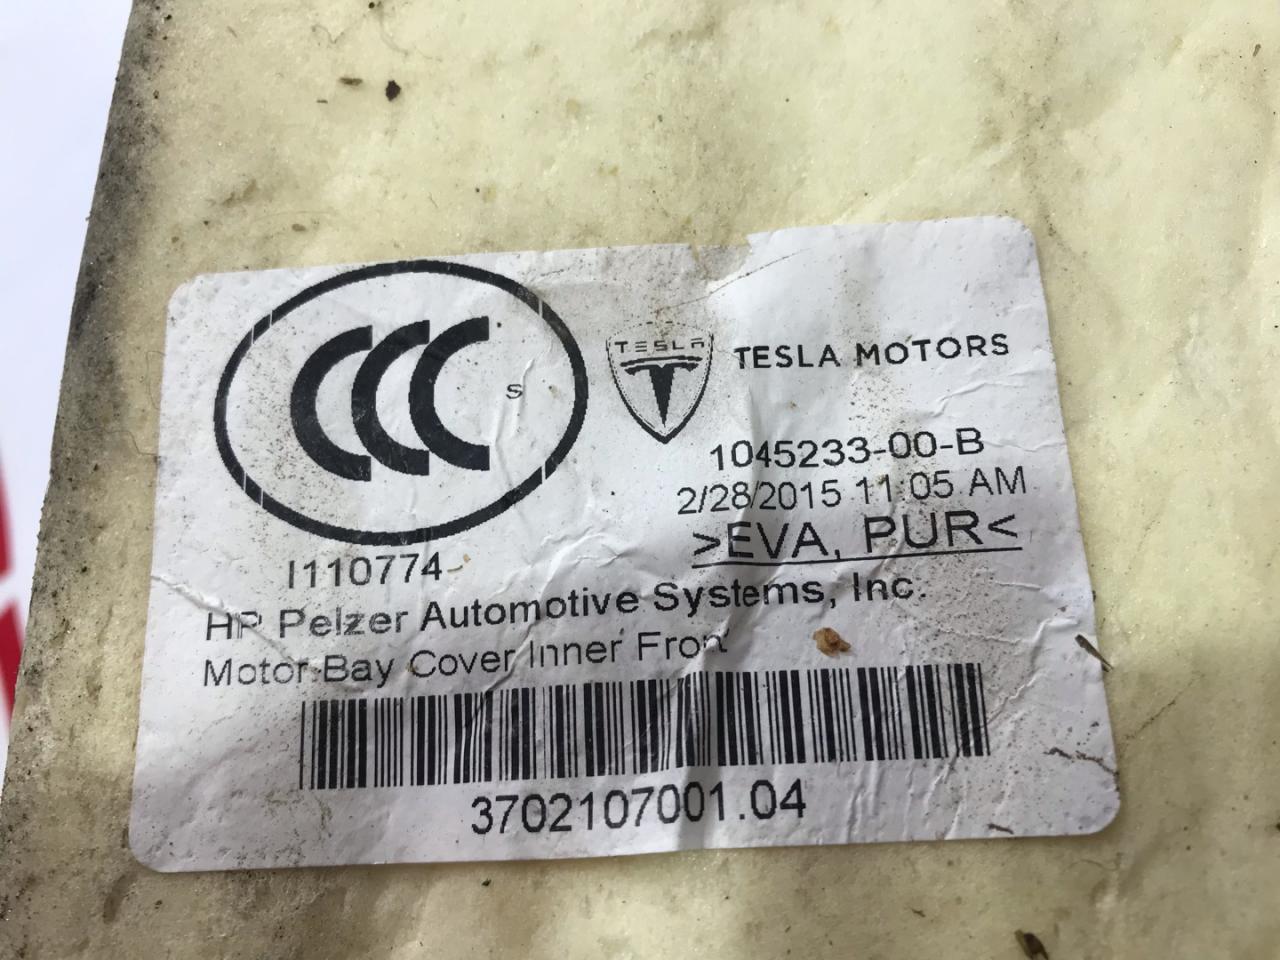 CCC
S
TESLA
TESLA MOTORS
1045233-00-B
2/28/2015 11:05 AM
>EVA, PUR<
I110774
HP Pelzer Automotive Systems, Inc.
Motor Bay Cover Inner Front
3702107001.04